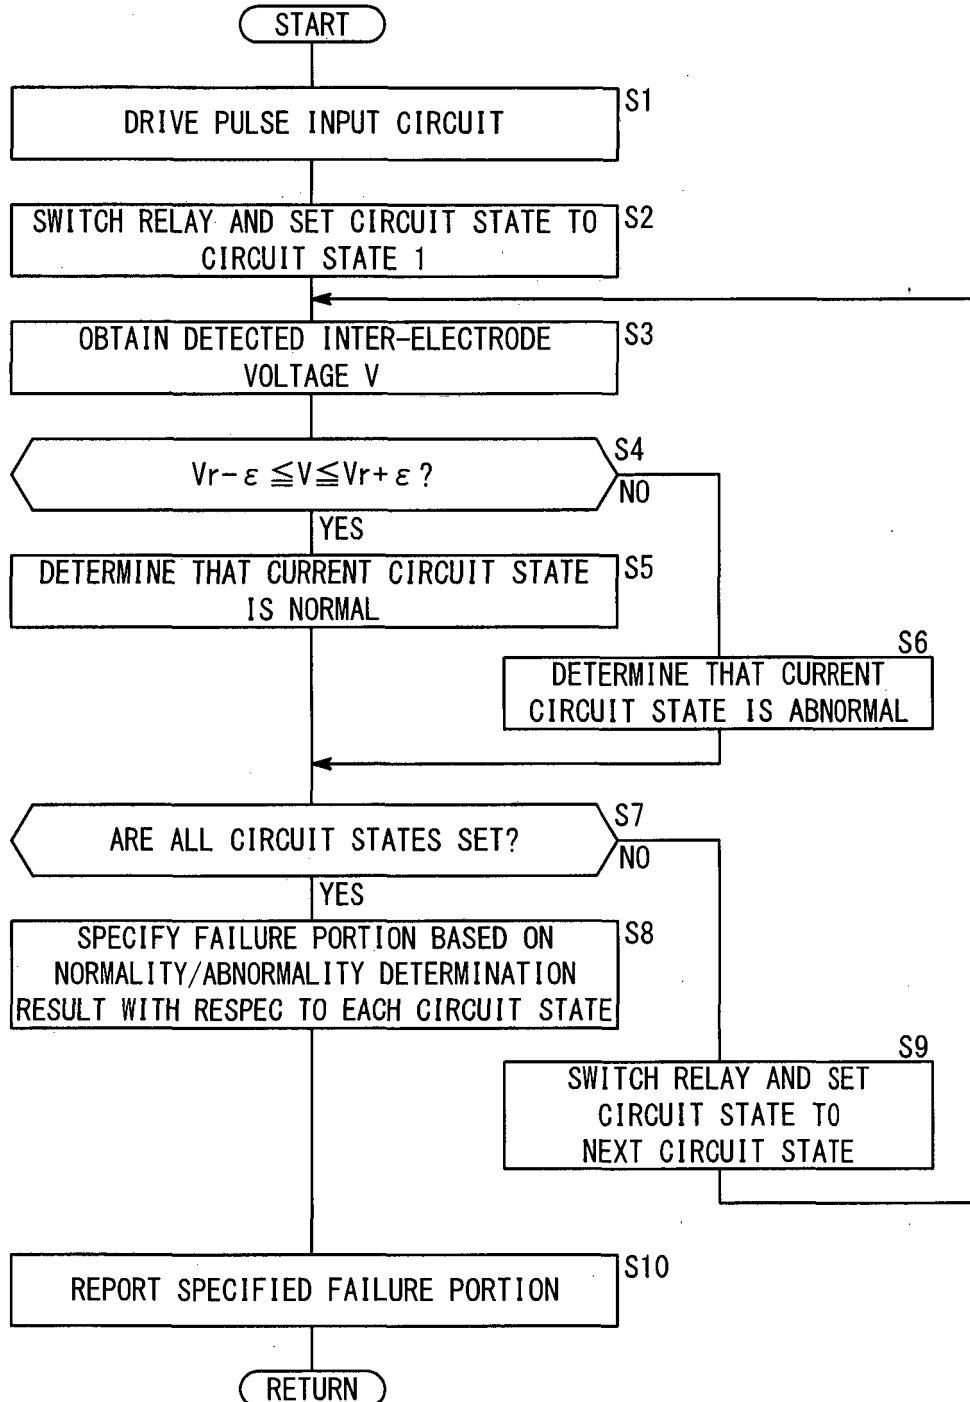 START
S1
DRIVE PULSE INPUT CIRCUIT
S2
SWITCH RELAY AND SET CIRCUIT STATE TO
CIRCUIT STATE 1
S3
OBTAIN DETECTED INTER-ELECTRODE
VOLTAGE V
S4
Vr-ε≦V≦Vr+ε?
NO
YES
S5
DETERMINE THAT CURRENT CIRCUIT STATE
IS NORMAL
S6
DETERMINE THAT CURRENT
CIRCUIT STATE IS ABNORMAL
S7
ARE ALL CIRCUIT STATES SET?
NO
YES
S8
SPECIFY FAILURE PORTION BASED ON
NORMALITY/ABNORMALITY DETERMINATION
RESULT WITH RESPEC TO EACH CIRCUIT STATE
S9
SWITCH RELAY AND SET
CIRCUIT STATE TO
NEXT CIRCUIT STATE
S10
REPORT SPECIFIED FAILURE PORTION
RETURN